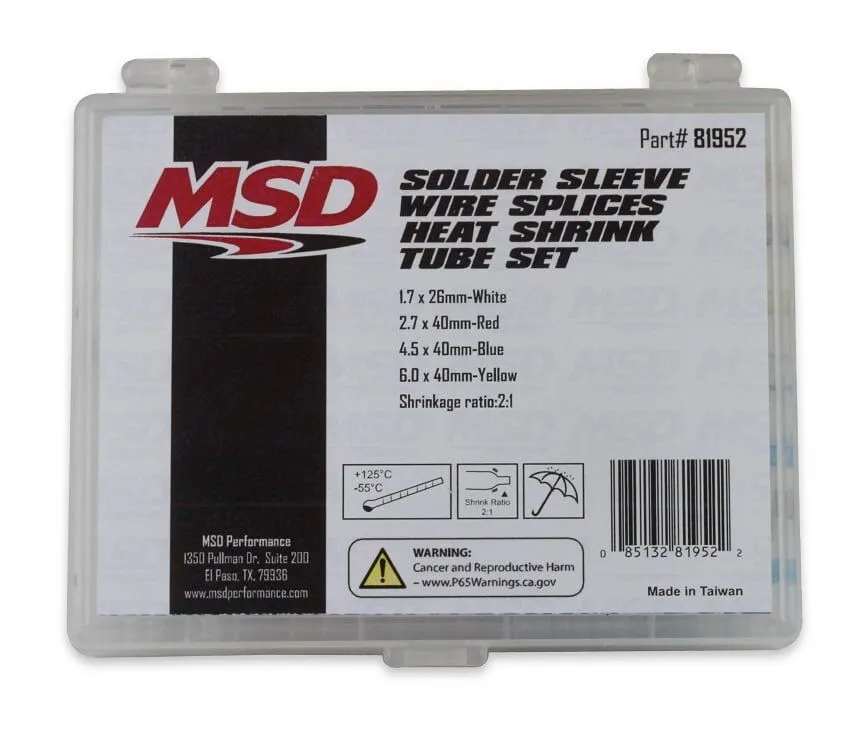 Part# 81952
MSD
SOLDER SLEEVE
WIRE SPLICES
HEAT SHRINK
TUBE SET
1.7 x 26mm-White
2.7 x 40mm-Red
4.5 x 40mm-Blue
6.0 x 40mm-Yellow
Shrinkage ratio:2:1
+125°C
-55°C
Shrink Ratio
2:1
MSD Performance
1350 Pullman Dr, Suite 200
El Paso, TX, 79936
www.msdperformance.com
WARNING:
Cancer and Reproductive Harm
– www.P65Warnings.ca.gov
0 85132 81952 2
Made in Taiwan